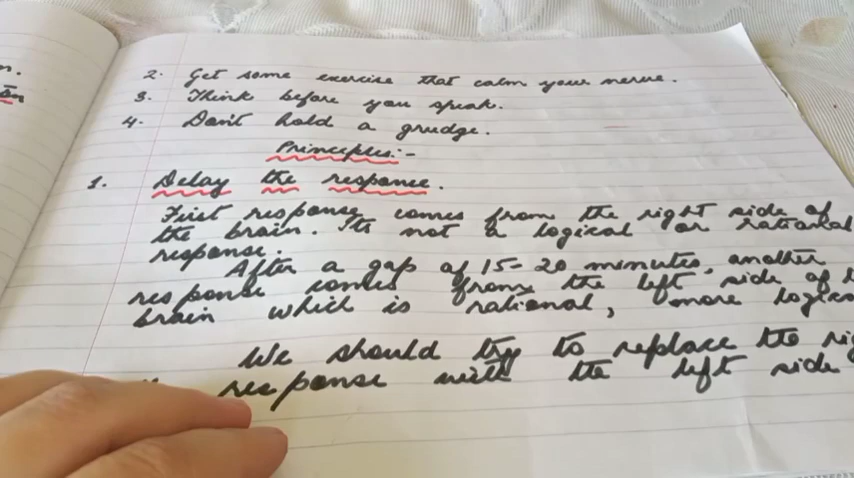 n.
2. Get some exercise that calm your nerve.
3. Think before you speak.
4. Don't hold a grudge.
Principles:-
1. Delay the response.
First response comes from the right side of
the brain. Its not a logical or rational
response.
After a gap of 15-20 minutes, another
response comes from the left side of
brain which is rational, more logic
We should try to replace the
response with the left side